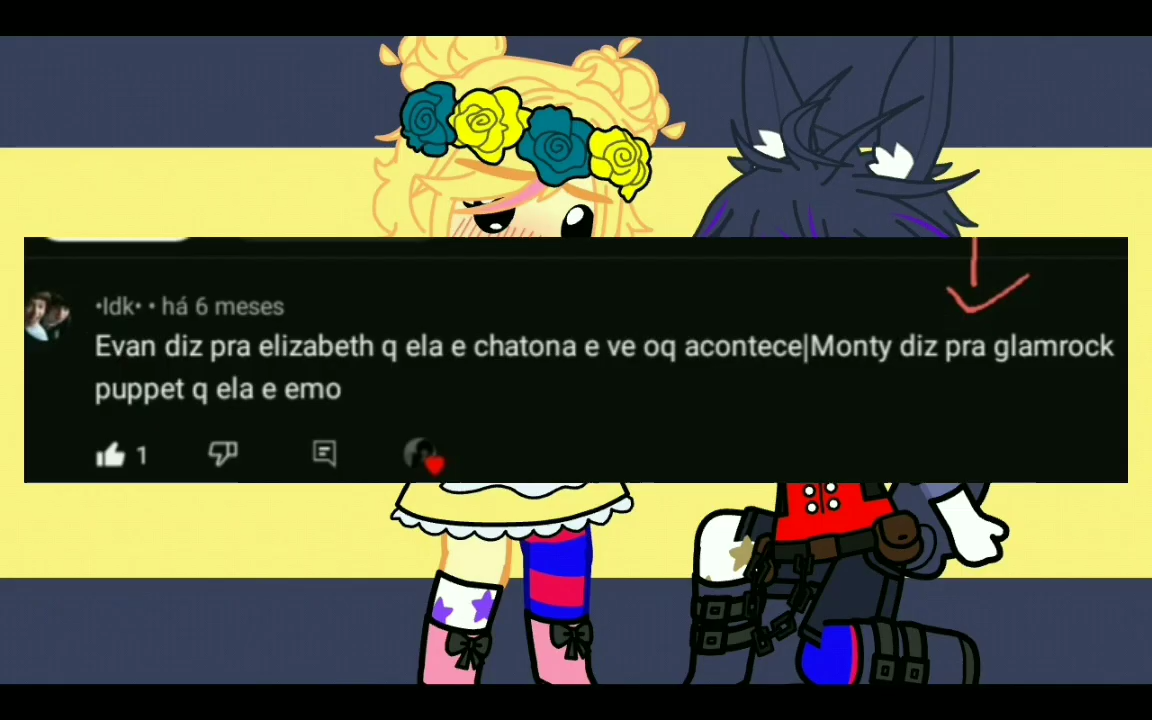 •Idk• • há 6 meses
Evan diz pra elizabeth q ela e chatona e ve oq acontece|Monty diz pra glamrock
puppet q ela e emo
1